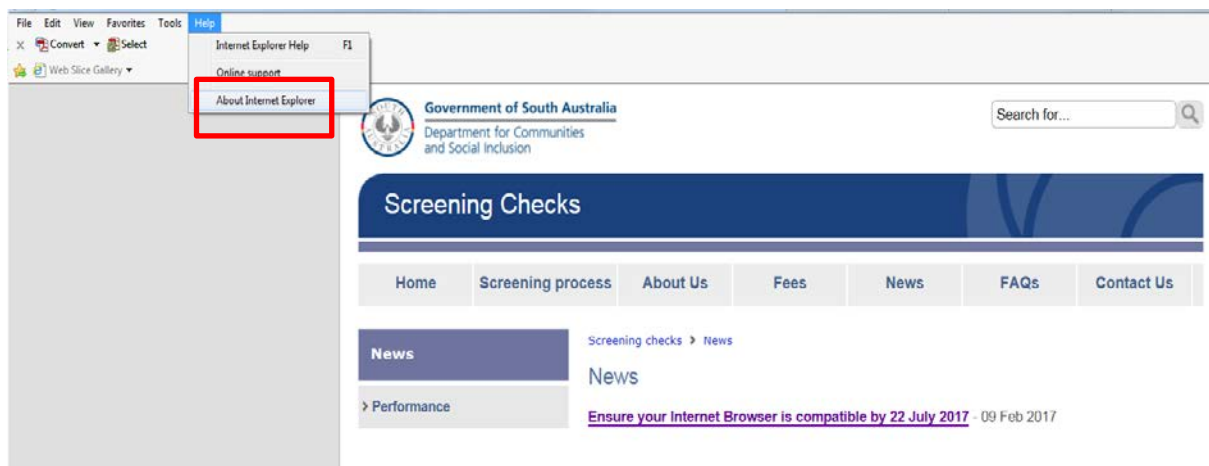 File Edit View Favorites Tools Help
x Convert Select
Internet Explorer Help F1
Web Slice Gallery
Online support
About Internet Explorer
Government of South Australia
Department for Communities
and Social Inclusion
Search for...
Screening Checks
Home Screening process About Us Fees News FAQs Contact Us
News
Performance
Screening checks > News
News
Ensure your Internet Browser is compatible by 22 July 2017 - 09 Feb 2017